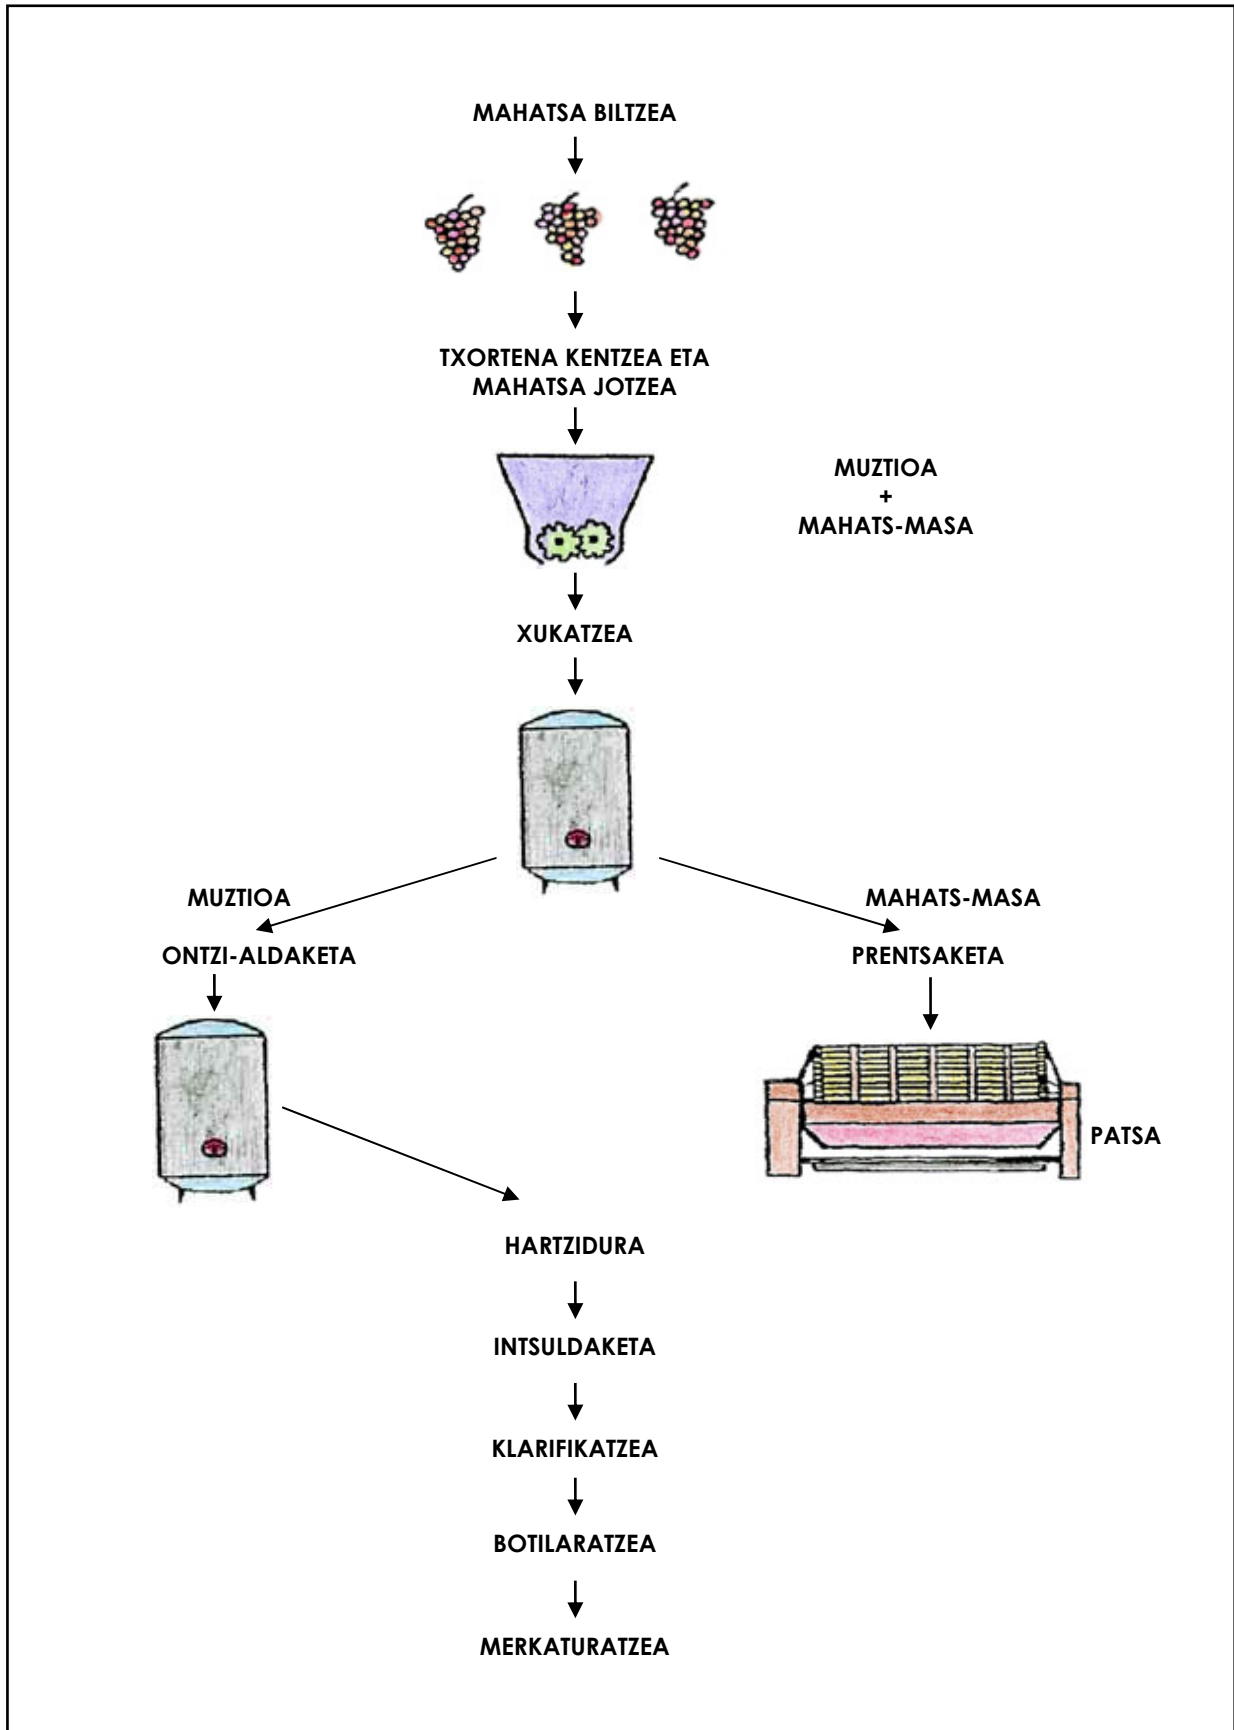 MAHATSA BILTZEA
TXORTENA KENTZEA ETA
MAHATSA JOTZEA
MUZTIOA
+
MAHATS-MASA
XUKATZEA
MUZTIOA
MAHATS-MASA
ONTZI-ALDAKETA
PRENTSAKETA
PATSA
HARTZIDURA
INTSULDAKETA
KLARIFIKATZEA
BOTILARATZEA
MERKATURATZEA